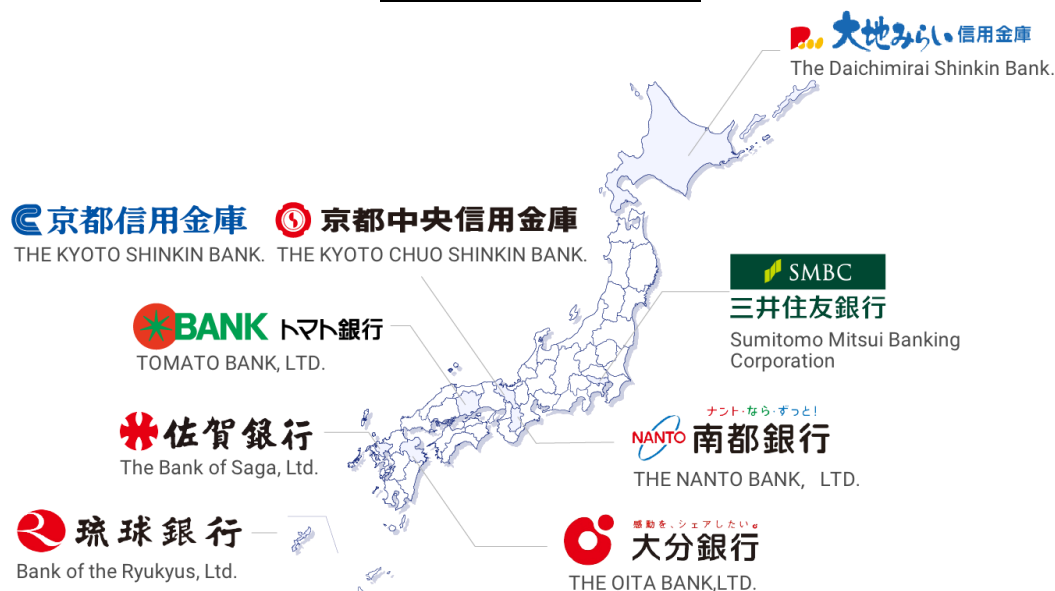 大地みらい信用金庫
The Daichimirai Shinkin Bank.
京都信用金庫
THE KYOTO SHINKIN BANK.
京都中央信用金庫
THE KYOTO CHUO SHINKIN BANK.
SMBC
三井住友銀行
Sumitomo Mitsui Banking
Corporation
BANK トマト銀行
TOMATO BANK, LTD.
佐賀銀行
The Bank of Saga, Ltd.
ナント・なら・ずっと!
NANTO 南都銀行
THE NANTO BANK, LTD.
琉球銀行
Bank of the Ryukyus, Ltd.
感動を、シェアしたい。
大分銀行
THE OITA BANK,LTD.